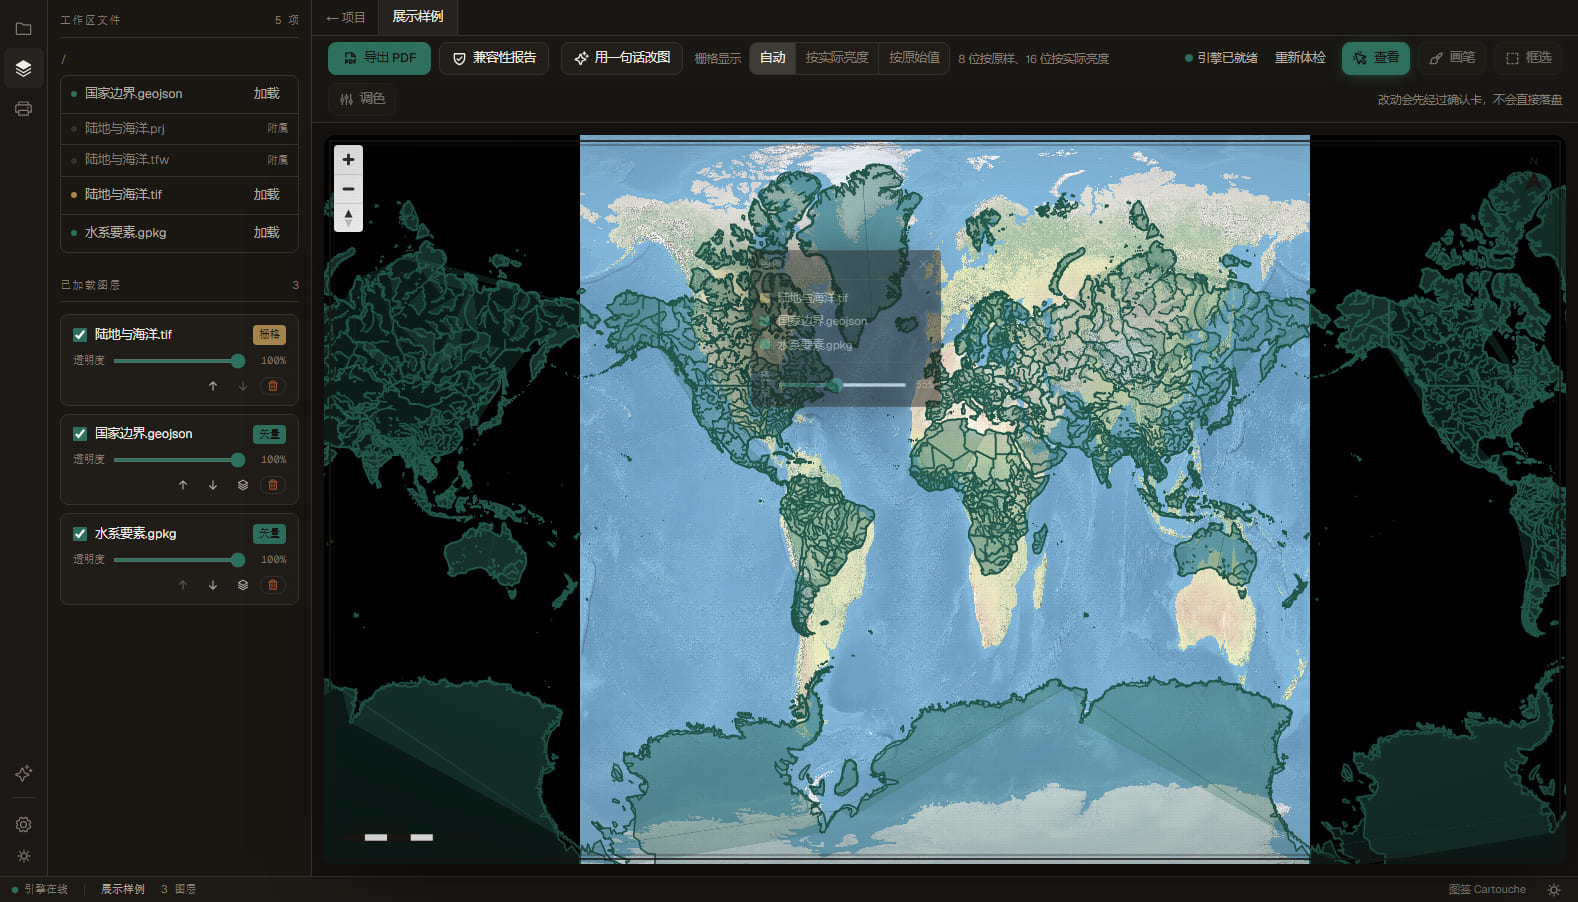 工作区文件
5 项
/
国家边界.geojson 加载
陆地与海洋.prj 附属
陆地与海洋.tfw 附属
陆地与海洋.tif 加载
水系要素.gpkg 加载
已加载图层 3
陆地与海洋.tif 栅格
透明度 100%
国家边界.geojson 矢量
透明度 100%
水系要素.gpkg 矢量
透明度 100%
←项目 展示样例
导出 PDF 兼容性报告 用一句话改图 栅格显示 自动 按实际亮度 按原始值 8 位按原样、16 位按实际亮度 引擎已就绪 重新体检 查看 画笔 框选
调色 改动会先经过确认卡，不会直接落盘
N
陆地与海洋.tif
国家边界.geojson
水系要素.gpkg
引擎在线 展示样例 3 图层 图签 Cartouche